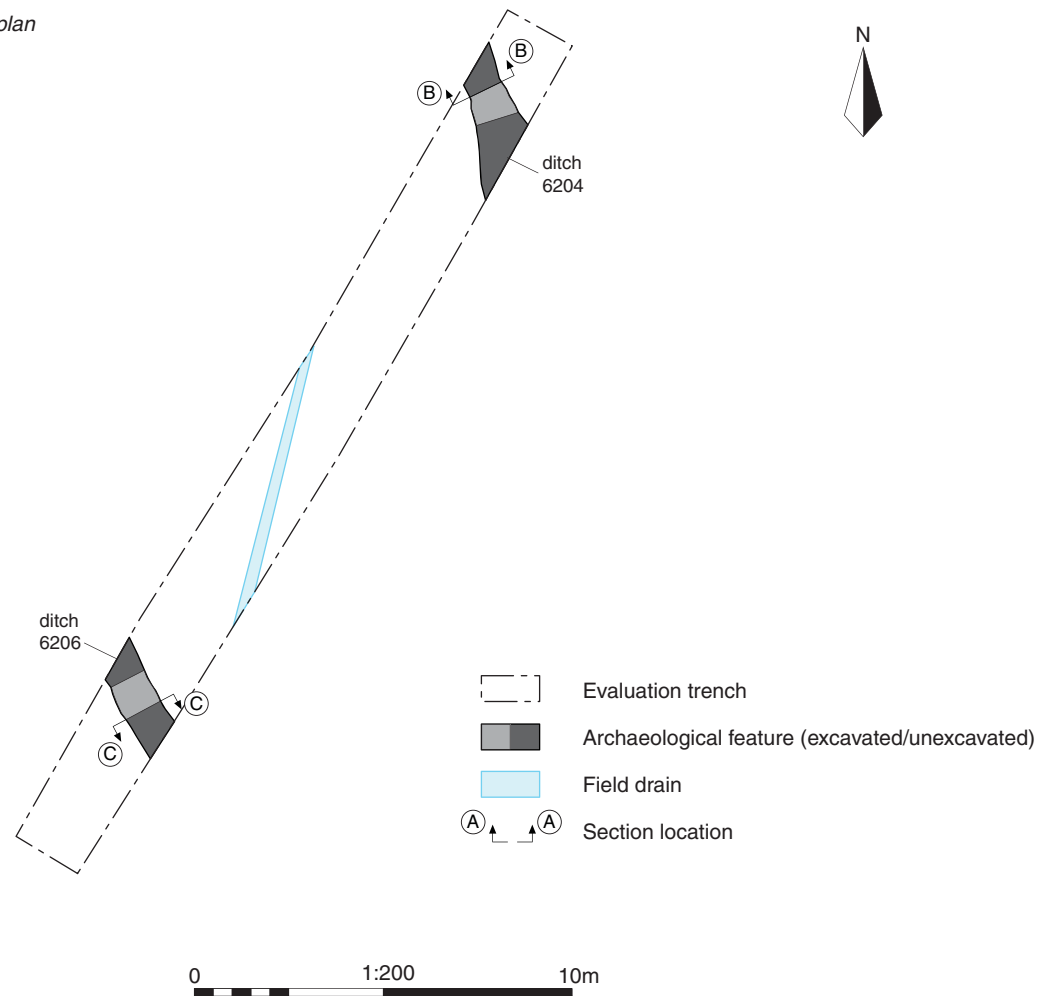 plan
N
B
B
ditch
6204
ditch
6206
C
C
Evaluation trench
Archaeological feature (excavated/unexcavated)
Field drain
A A
Section location
0 1:200 10m